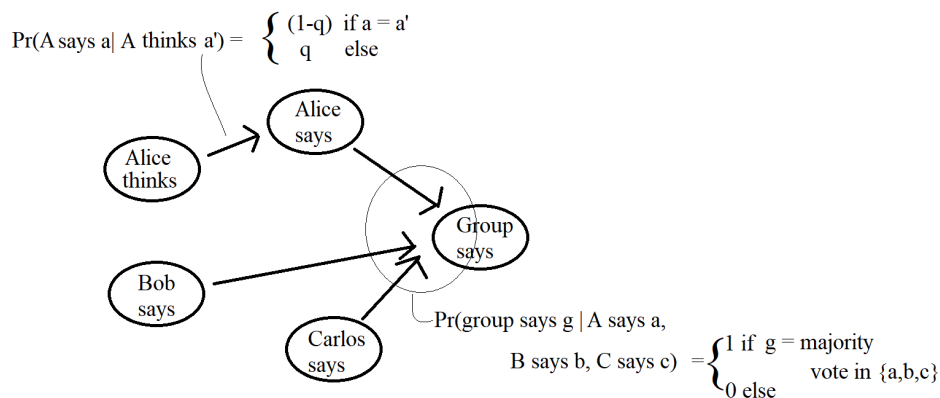 Pr(A says a| A thinks a') = { (1-q) if a = a'
q else
Alice
says
Alice
thinks
Group
says
Bob
says
Carlos
says
Pr(group says g | A says a,
B says b, C says c) = { 1 if g = majority
vote in {a,b,c}
0 else